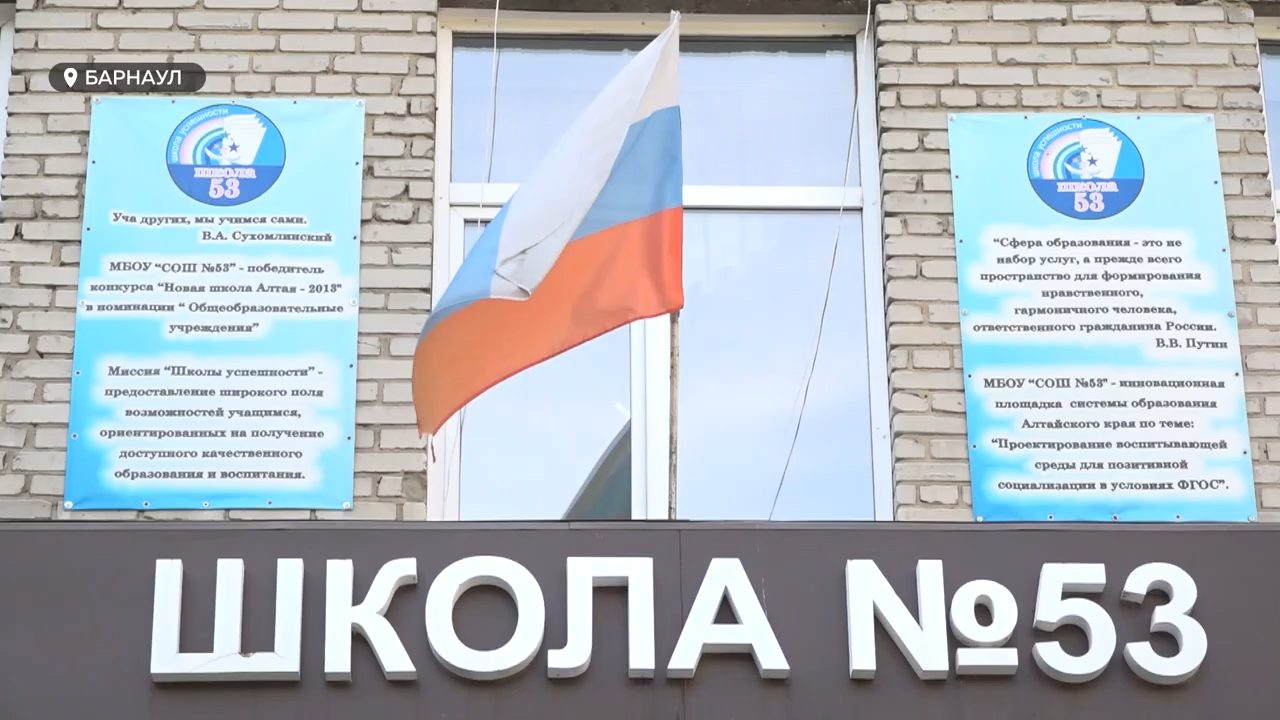 БАРНАУЛ
ШКОЛА УСПЕШНОСТИ
ШКОЛА
53
Уча других, мы учимся сами.
В.А. Сухомлинский
МБОУ “СОШ №53” - победитель
конкурса “Новая школа Алтая - 2013”
в номинации “ Общеобразовательные
учреждения”
Миссия “Школы успешности” -
предоставление широкого поля
возможностей учащимся,
ориентированных на получение
доступного качественного
образования и воспитания.
ШКОЛА УСПЕШНОСТИ
ШКОЛА
53
“Сфера образования - это не
набор услуг, а прежде всего
пространство для формирования
нравственного,
гармоничного человека,
ответственного гражданина России.
В.В. Путин
МБОУ “СОШ №53” - инновационная
площадка системы образования
Алтайского края по теме:
“Проектирование воспитывающей
среды для позитивной
социализации в условиях ФГОС”.
ШКОЛА №53